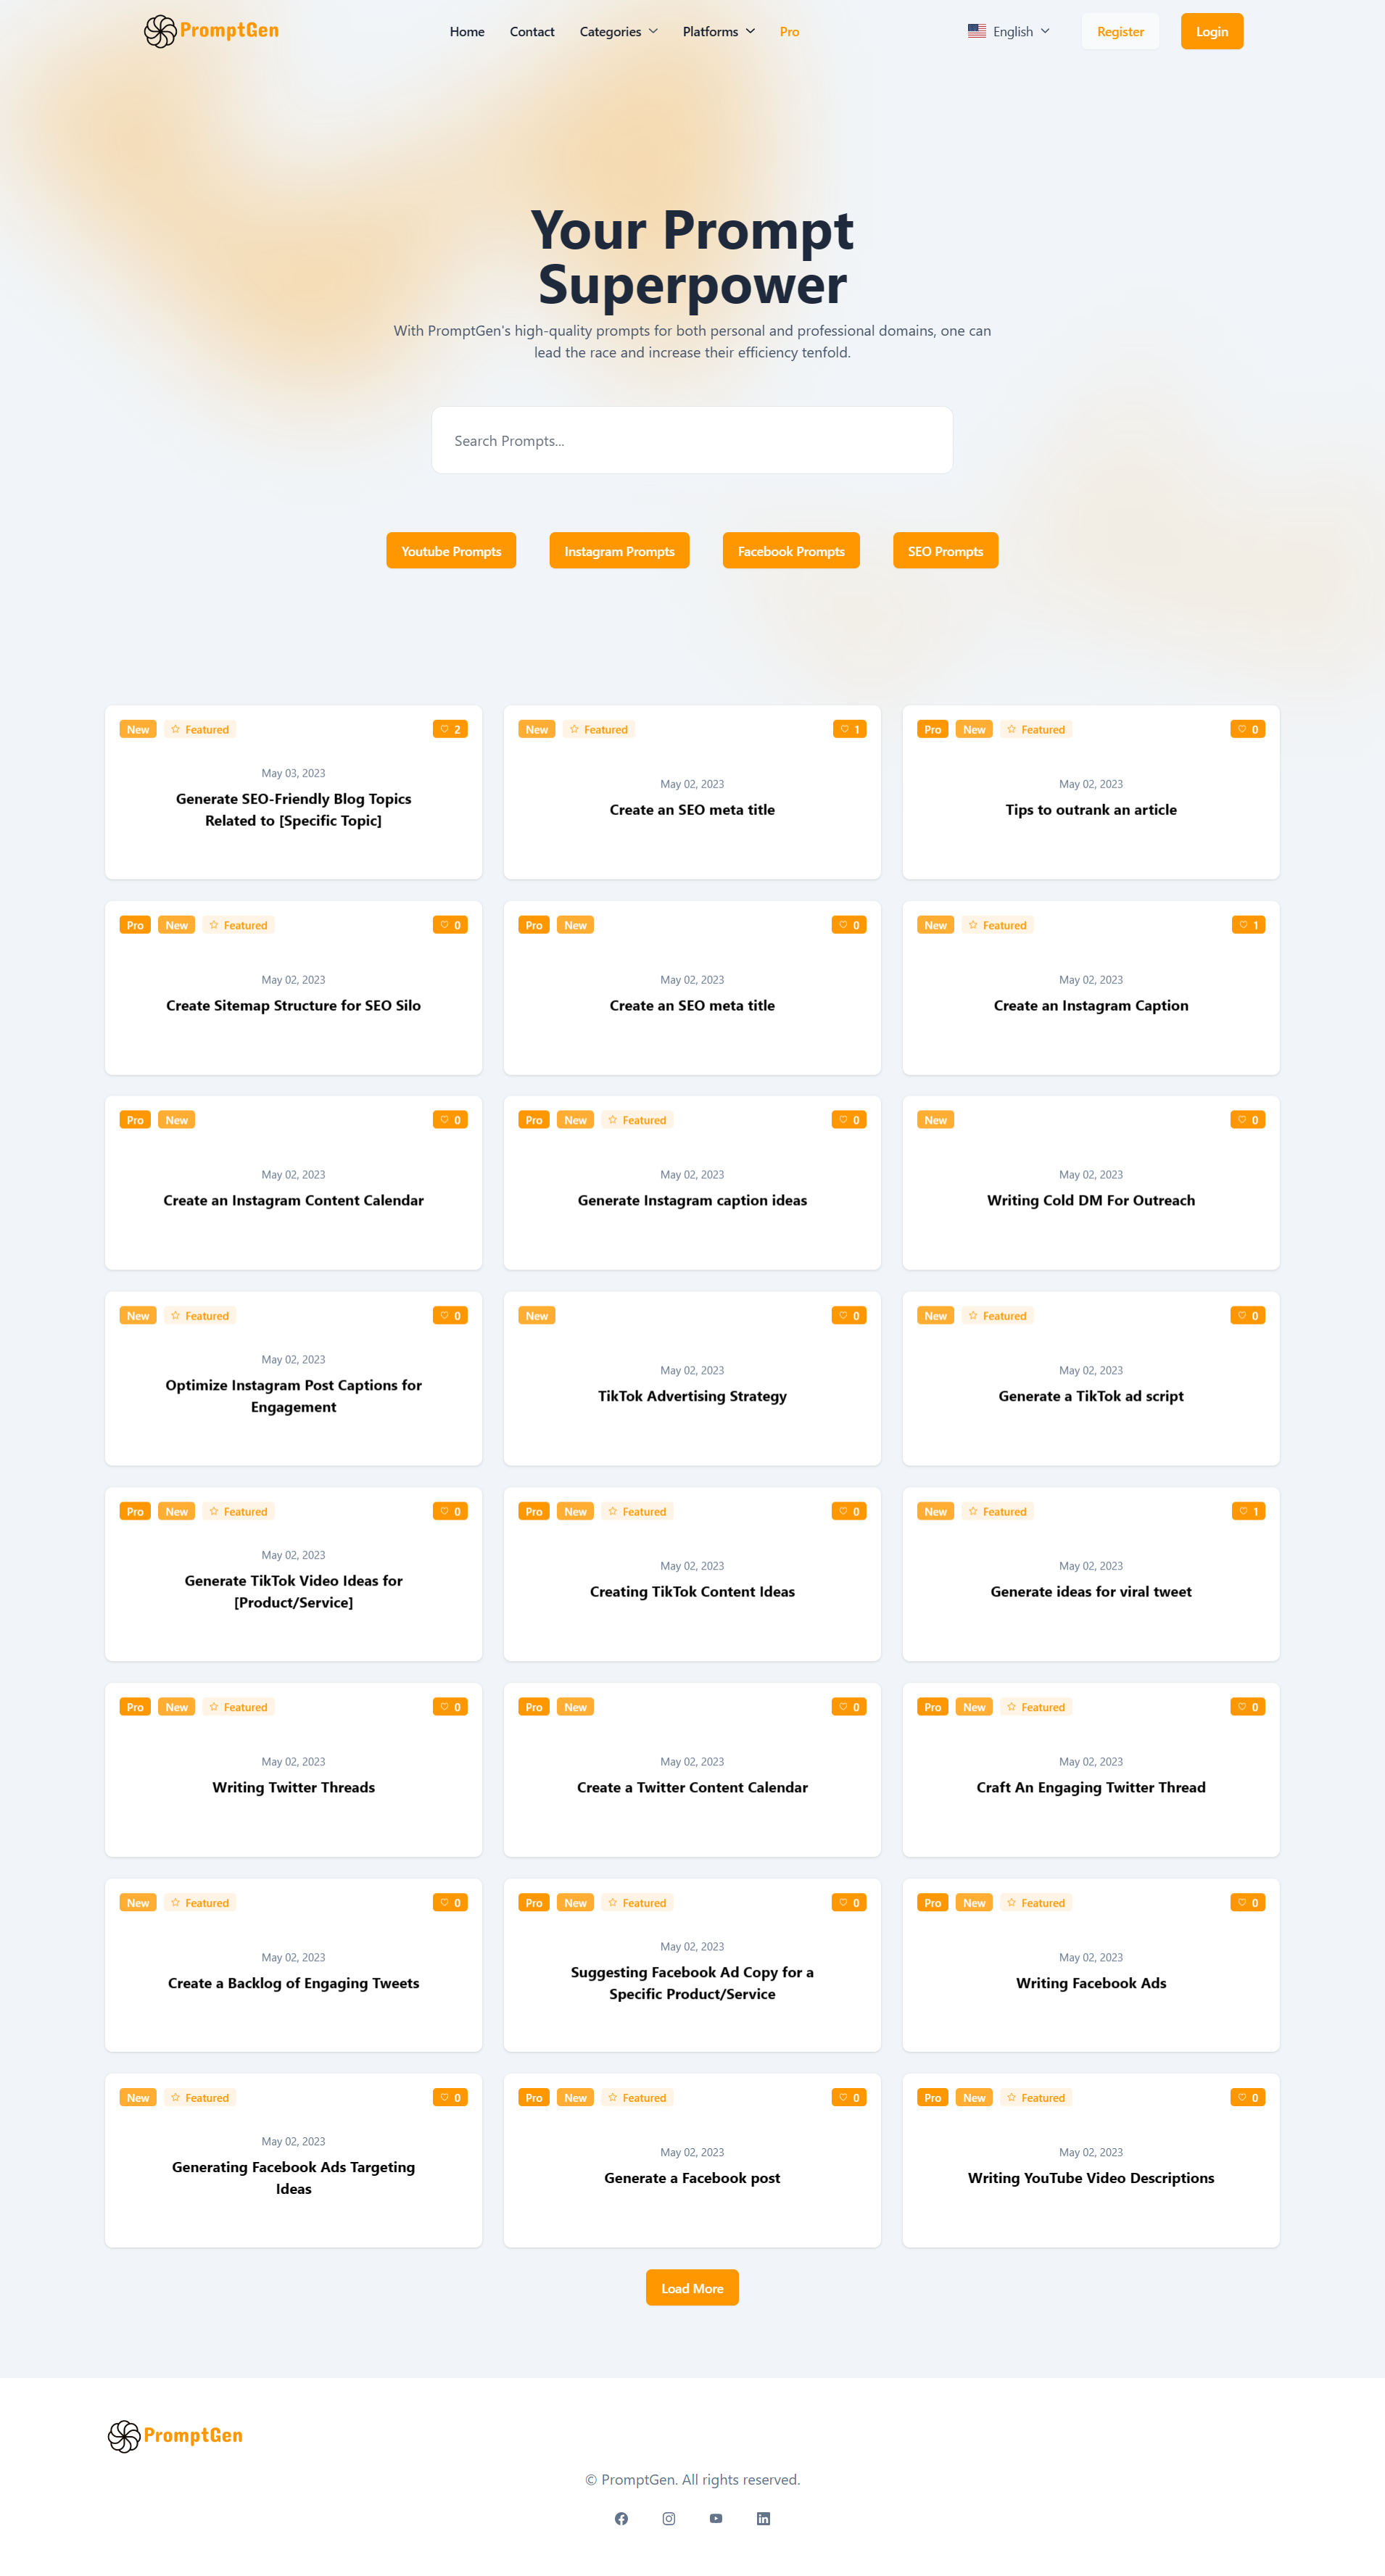 PromptGen
Home Contact Categories Platforms Pro
English
Register
Login
Your Prompt
Superpower
With PromptGen's high-quality prompts for both personal and professional domains, one can
lead the race and increase their efficiency tenfold.
Search Prompts...
Youtube Prompts
Instagram Prompts
Facebook Prompts
SEO Prompts
New Featured 2
May 03, 2023
Generate SEO-Friendly Blog Topics
Related to [Specific Topic]
New Featured 1
May 02, 2023
Create an SEO meta title
Pro New Featured 0
May 02, 2023
Tips to outrank an article
Pro New Featured 0
May 02, 2023
Create Sitemap Structure for SEO Silo
Pro New 0
May 02, 2023
Create an SEO meta title
New Featured 1
May 02, 2023
Create an Instagram Caption
Pro New 0
May 02, 2023
Create an Instagram Content Calendar
Pro New Featured 0
May 02, 2023
Generate Instagram caption ideas
New 0
May 02, 2023
Writing Cold DM For Outreach
New Featured 0
May 02, 2023
Optimize Instagram Post Captions for
Engagement
New 0
May 02, 2023
TikTok Advertising Strategy
New Featured 0
May 02, 2023
Generate a TikTok ad script
Pro New Featured 0
May 02, 2023
Generate TikTok Video Ideas for
[Product/Service]
Pro New Featured 0
May 02, 2023
Creating TikTok Content Ideas
New Featured 1
May 02, 2023
Generate ideas for viral tweet
Pro New Featured 0
May 02, 2023
Writing Twitter Threads
Pro New 0
May 02, 2023
Create a Twitter Content Calendar
Pro New Featured 0
May 02, 2023
Craft An Engaging Twitter Thread
New Featured 0
May 02, 2023
Create a Backlog of Engaging Tweets
Pro New Featured 0
May 02, 2023
Suggesting Facebook Ad Copy for a
Specific Product/Service
Pro New Featured 0
May 02, 2023
Writing Facebook Ads
New Featured 0
May 02, 2023
Generating Facebook Ads Targeting
Ideas
Pro New Featured 0
May 02, 2023
Generate a Facebook post
Pro New Featured 0
May 02, 2023
Writing YouTube Video Descriptions
Load More
PromptGen
© PromptGen. All rights reserved.